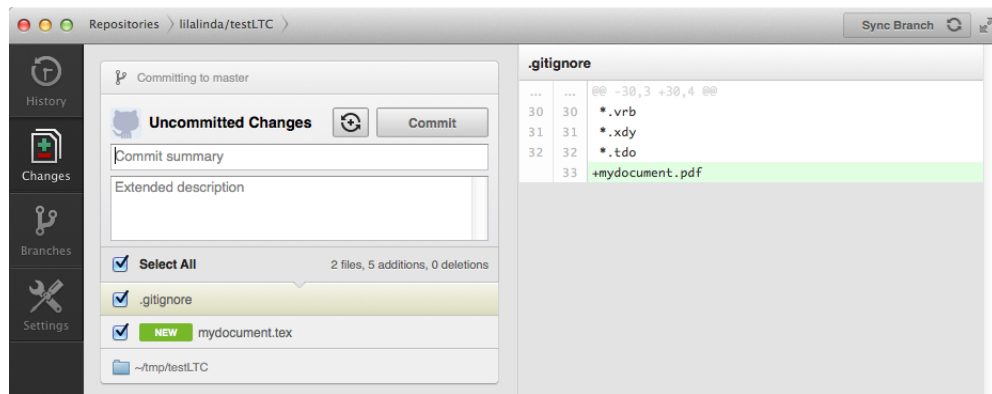 Repositories lilalinda/testLTC
Sync Branch
History
Changes
Branches
Settings
Committing to master
Uncommitted Changes
Commit
Commit summary
Extended description
Select All 2 files, 5 additions, 0 deletions
.gitignore
NEW mydocument.tex
~/tmp/testLTC
.gitignore
... ... @@ -30,3 +30,4 @@
30 30 *.vrb
31 31 *.xdy
32 32 *.tdo
33 +mydocument.pdf